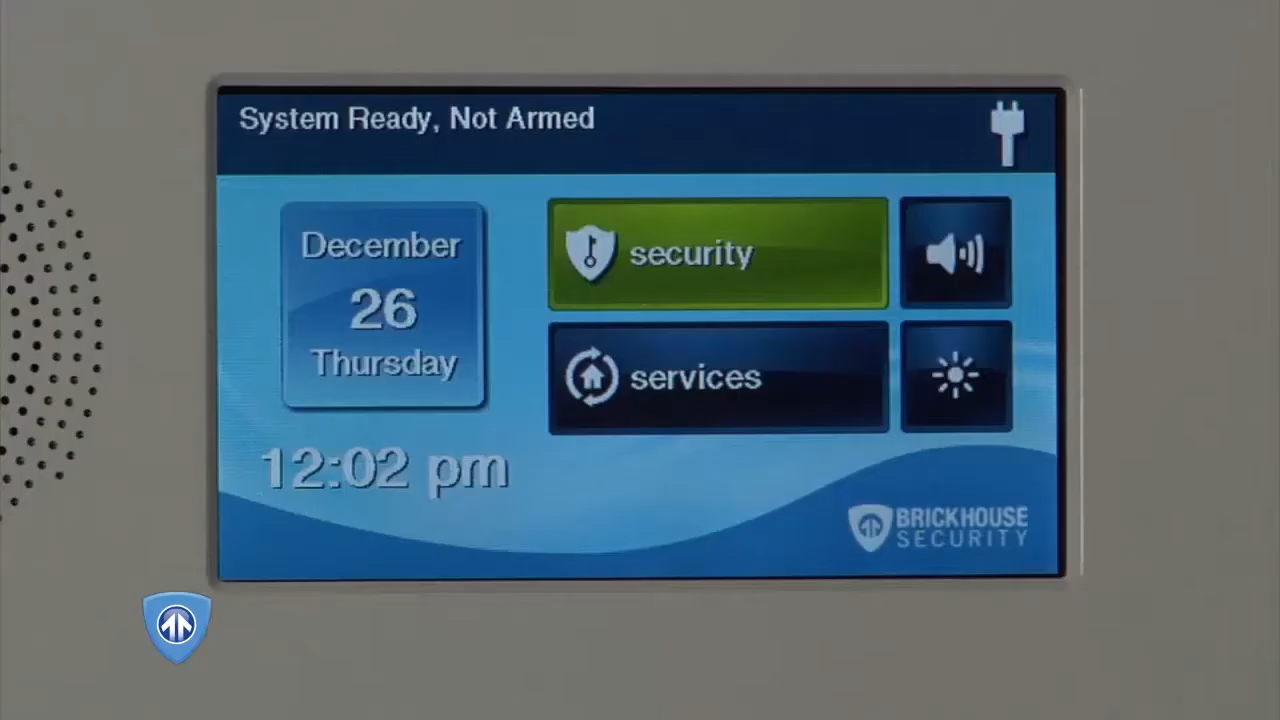 System Ready, Not Armed
December
26
Thursday
12:02 pm
security
services
BRICKHOUSE
SECURITY